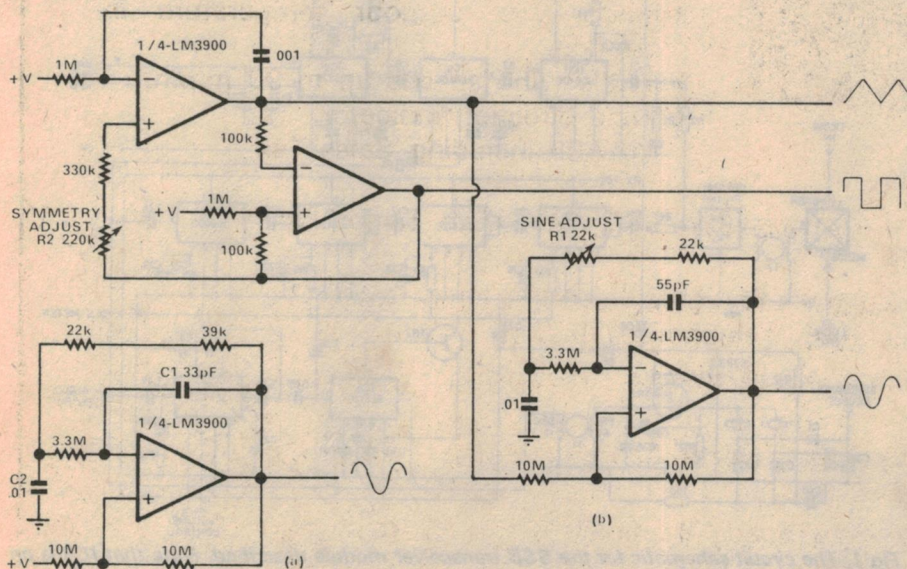 1/4-LM3900
.001
1M
+V
100k
330k
SYMMETRY
ADJUST
R2 220k
+V
1M
100k
SINE ADJUST
R1 22k
22k
55pF
1/4-LM3900
3.3M
.01
10M
10M
(b)
22k
39k
C1 33pF
1/4-LM3900
3.3M
C2
.01
10M
10M
(a)